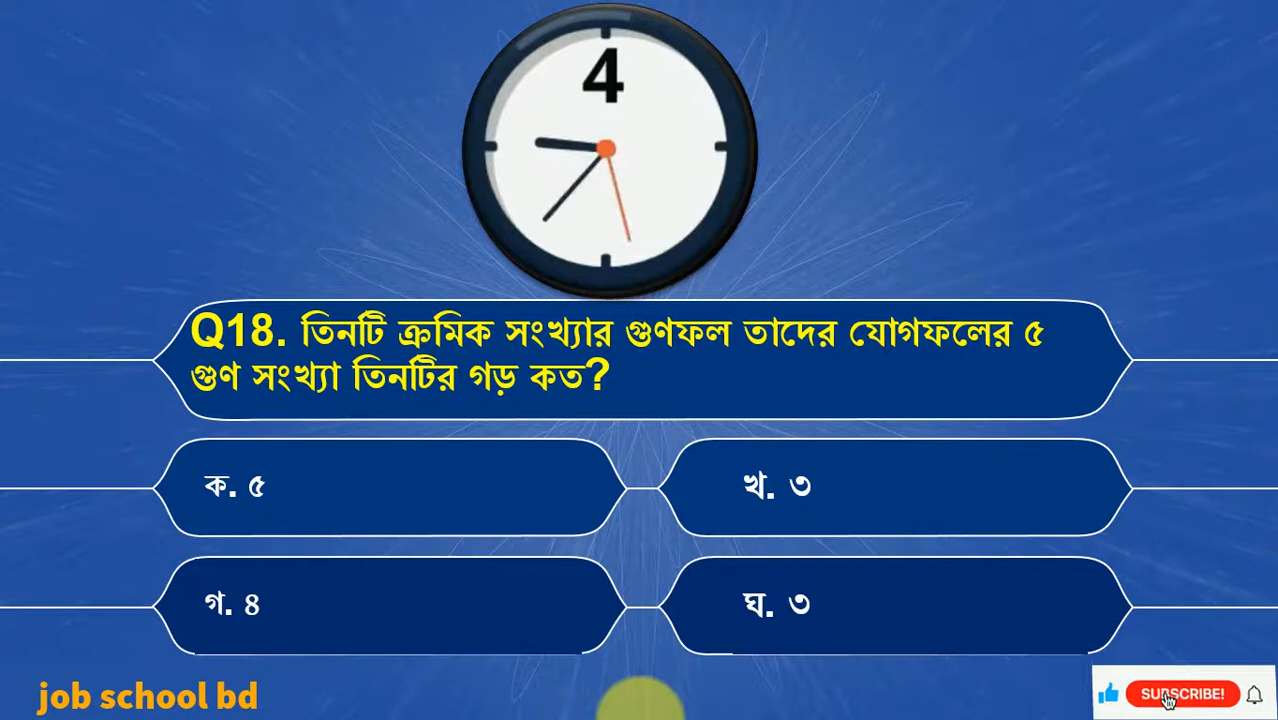 4
Q18. তিনটি ক্রমিক সংখ্যার গুণফল তাদের যোগফলের ৫
গুণ সংখ্যা তিনটির গড় কত?
ক. ৫
খ. ৩
গ. ৪
ঘ. ৩
job school bd
SUBSCRIBE!